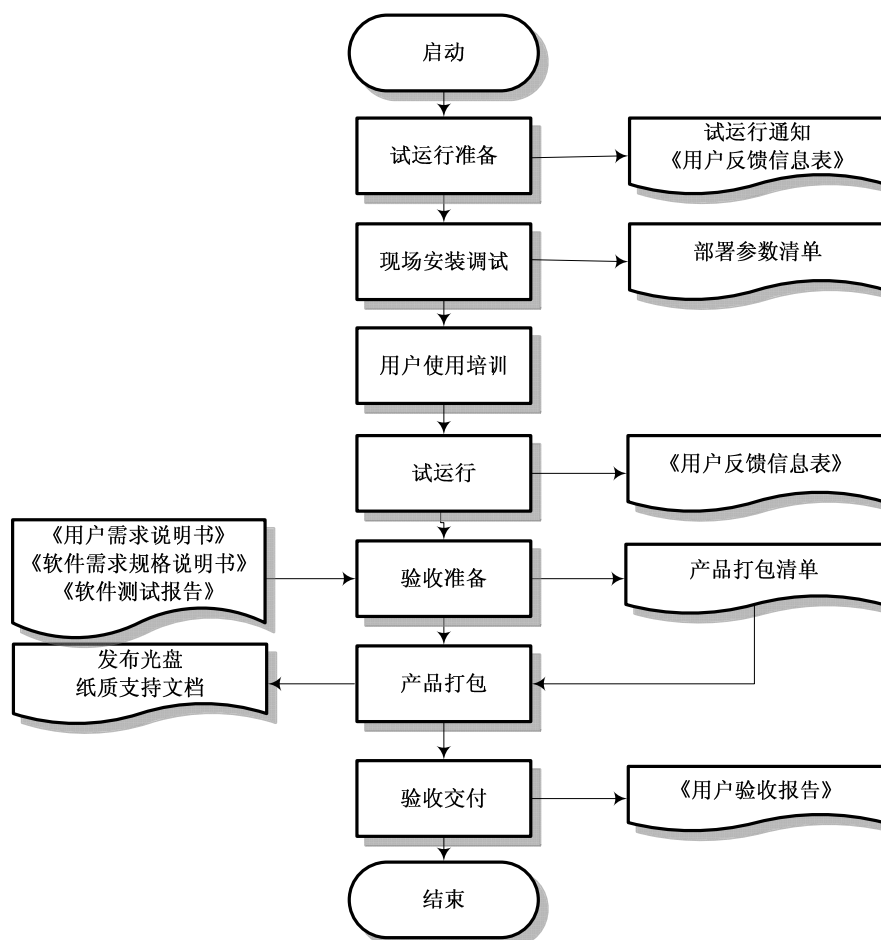 启动
试运行准备
试运行通知
《用户反馈信息表》
现场安装调试
部署参数清单
用户使用培训
试运行
《用户反馈信息表》
《用户需求说明书》
《软件需求规格说明书》
《软件测试报告》
验收准备
产品打包清单
发布光盘
纸质支持文档
产品打包
验收交付
《用户验收报告》
结束